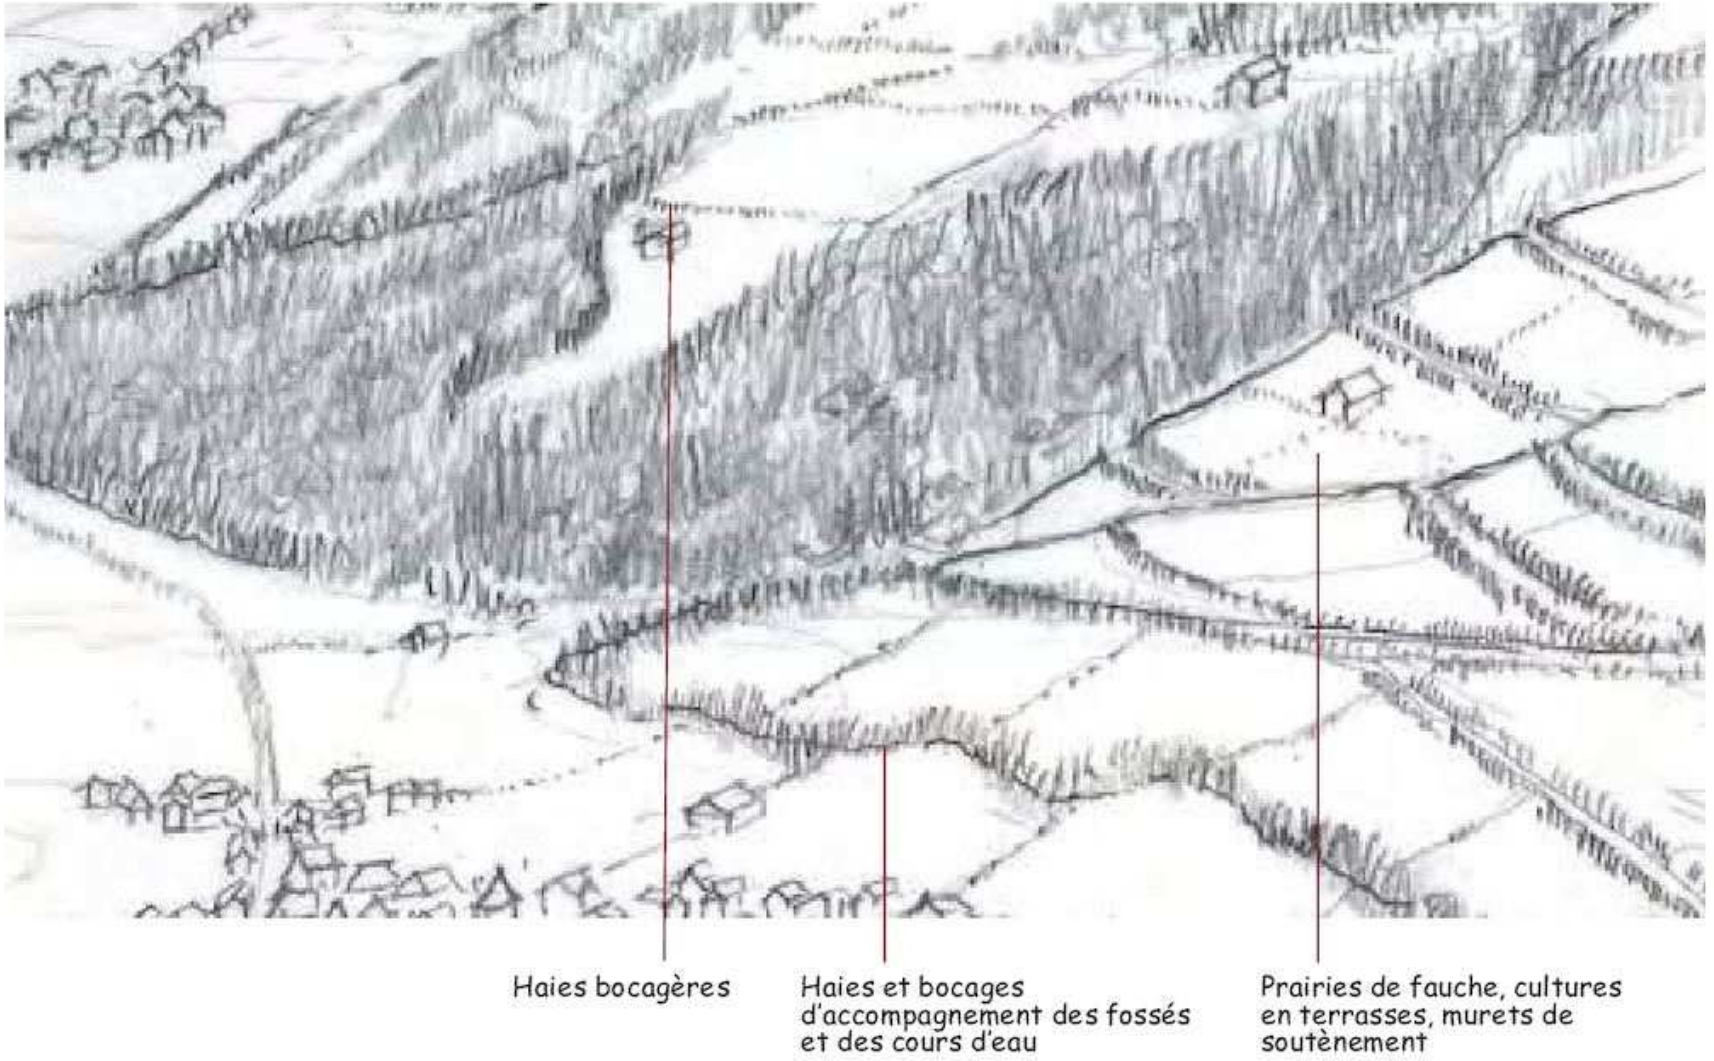 Haies bocagères
Haies et bocages
d'accompagnement des fossés
et des cours d'eau
Prairies de fauche, cultures
en terrasses, murets de
soutènement